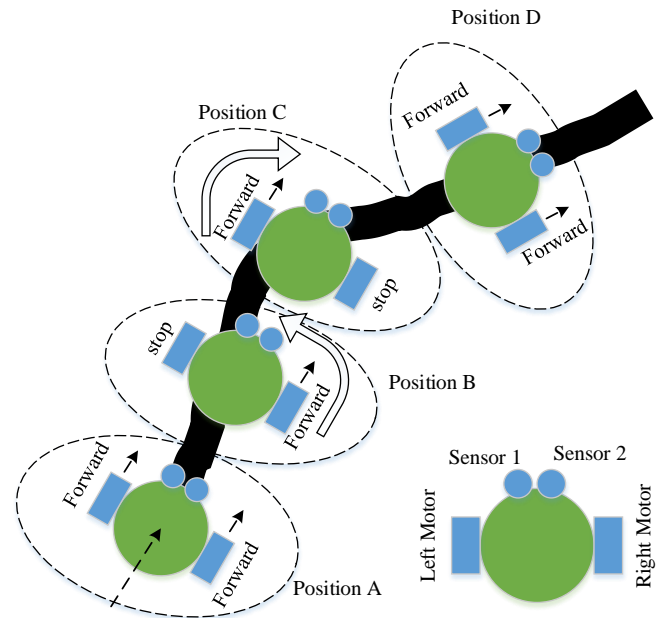 Position D
Forward
Position C
Forward
Forward
stop
stop
Position B
Forward
Sensor 1
Sensor 2
Forward
Left Motor
Right Motor
Forward
Position A